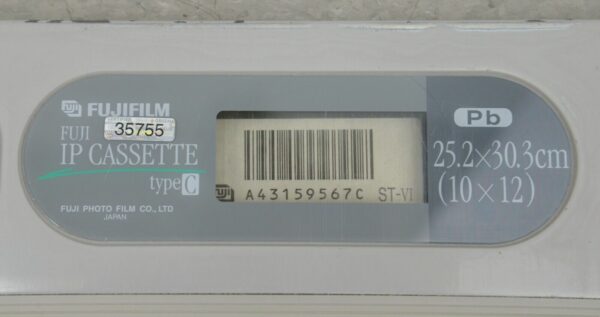 FUJIFILM
FUJI
35755
IP CASSETTE
type C
FUJI PHOTO FILM CO., LTD
JAPAN
A43159567C ST-VI
Pb
25.2×30.3cm
(10×12)